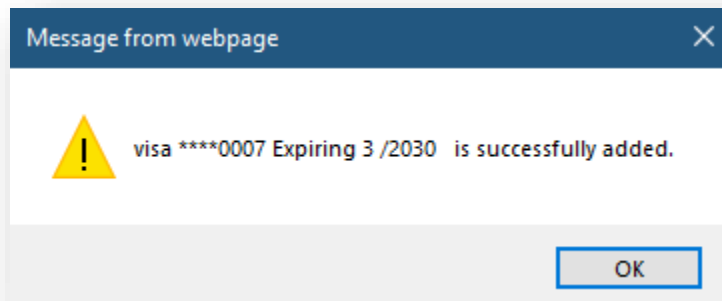 Message from webpage
visa ****0007 Expiring 3 /2030   is successfully added.
OK